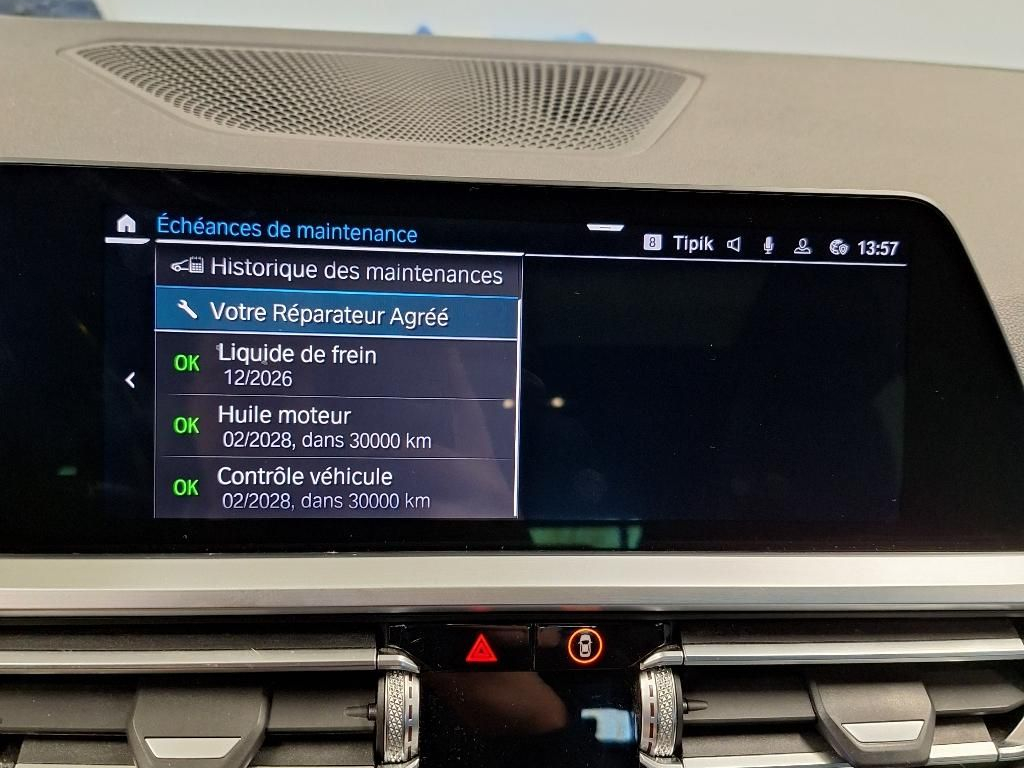 Échéances de maintenance
8 Tipik 13:57
Historique des maintenances
Votre Réparateur Agréé
OK Liquide de frein
12/2026
OK Huile moteur
02/2028, dans 30000 km
OK Contrôle véhicule
02/2028, dans 30000 km